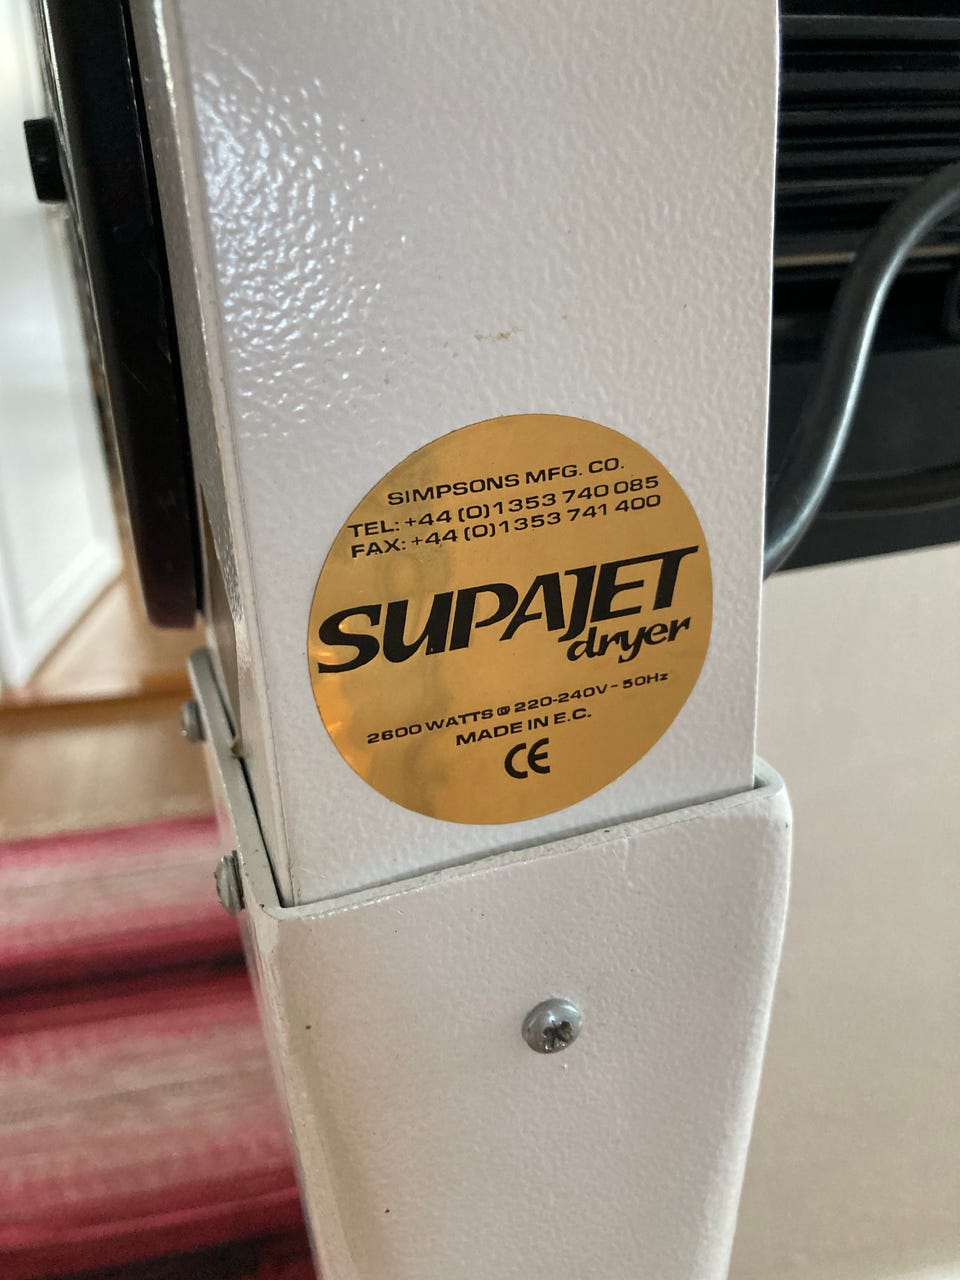 SIMPSONS MFG. CO.
TEL: +44 (0)1353 740 085
FAX: +44 (0)1353 741 400
SUPAJET
dryer
2600 WATTS @ 220-240V~50Hz
MADE IN E.C.
CE